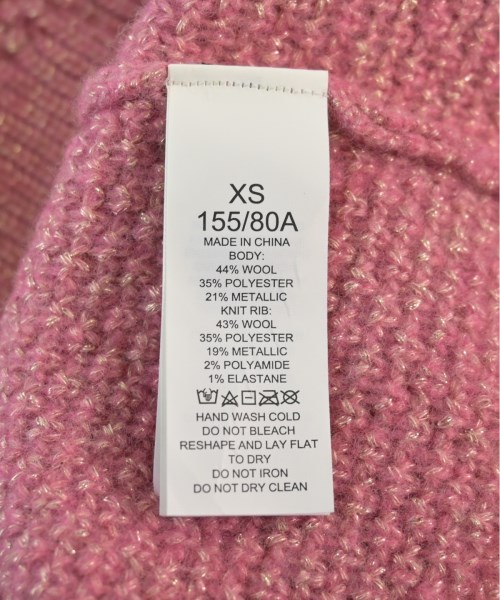 XS
155/80A
MADE IN CHINA
BODY:
44% WOOL
35% POLYESTER
21% METALLIC
KNIT RIB:
43% WOOL
35% POLYESTER
19% METALLIC
2% POLYAMIDE
1% ELASTANE
HAND WASH COLD
DO NOT BLEACH
RESHAPE AND LAY FLAT
TO DRY
DO NOT IRON
DO NOT DRY CLEAN